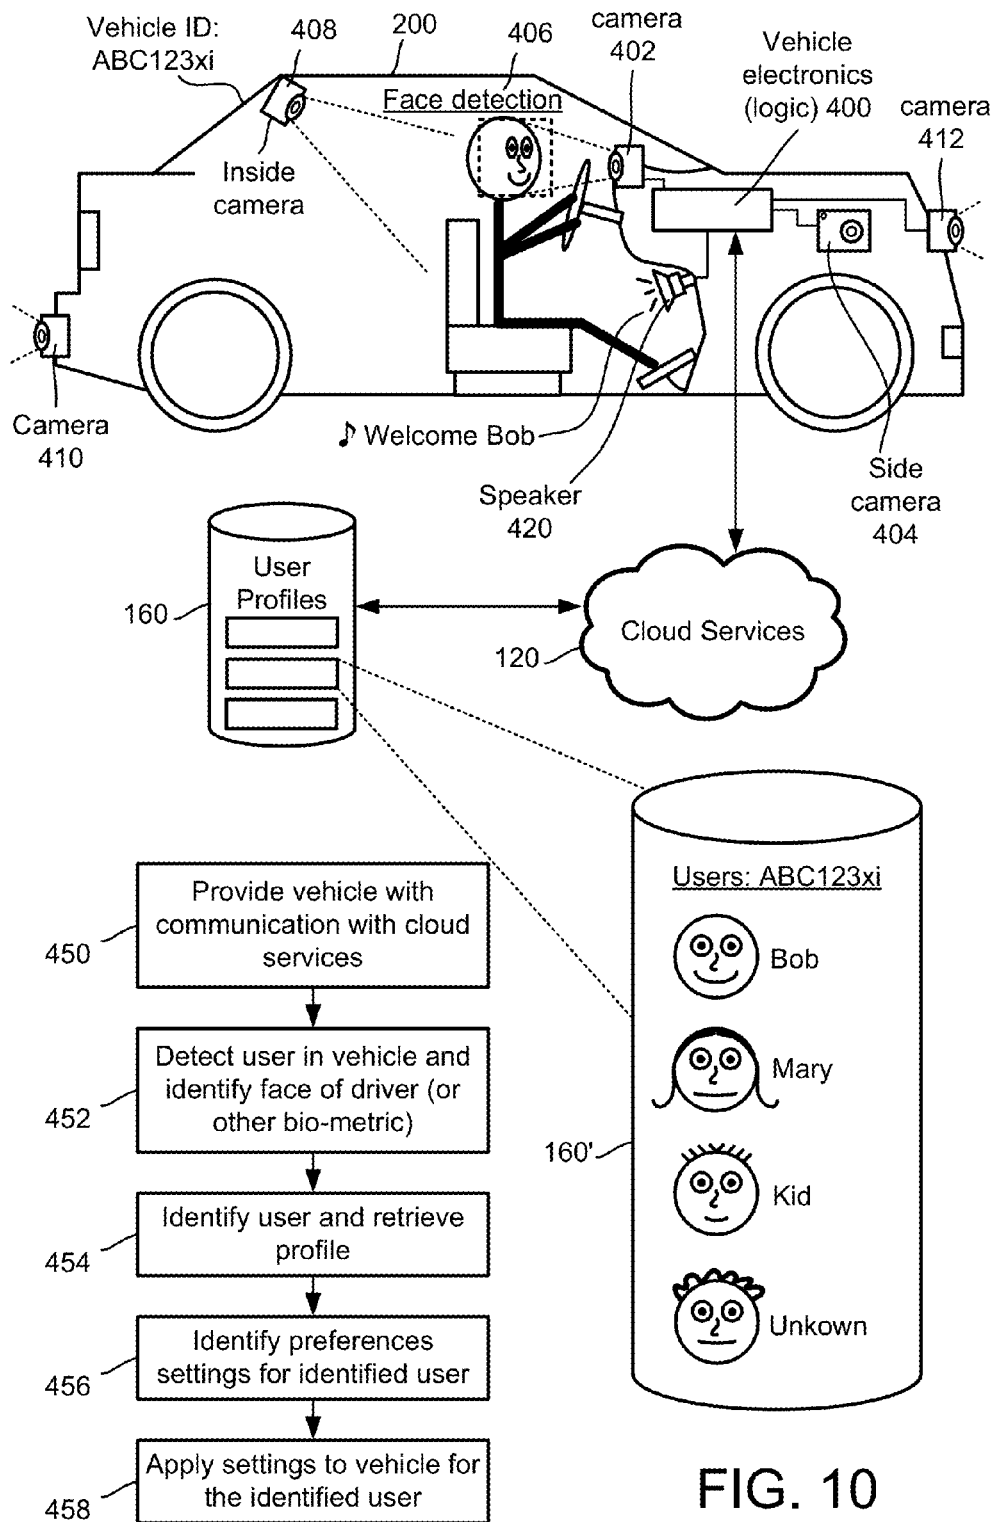 Vehicle ID:
ABC123xi
408
200
406
Face detection
camera
402
Vehicle
electronics
(logic) 400
camera
412
Inside
camera
Camera
410
♪ Welcome Bob
Speaker
420
Side
camera
404
User
Profiles
160
Cloud Services
120
Users: ABC123xi
Bob
Mary
Kid
Unkown
160'
Provide vehicle with
communication with cloud
services
450
Detect user in vehicle and
identify face of driver (or
other bio-metric)
452
Identify user and retrieve
profile
454
Identify preferences
settings for identified user
456
Apply settings to vehicle for
the identified user
458
FIG. 10